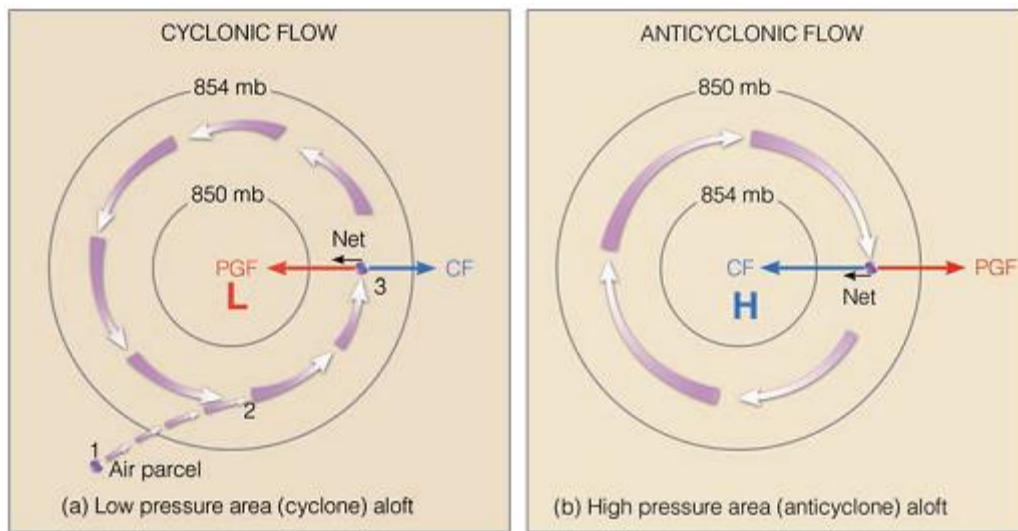 CYCLONIC FLOW
854 mb
850 mb
Net
PGF
CF
L
3
2
1
Air parcel
(a) Low pressure area (cyclone) aloft
ANTICYCLONIC FLOW
850 mb
854 mb
CF
PGF
Net
H
(b) High pressure area (anticyclone) aloft